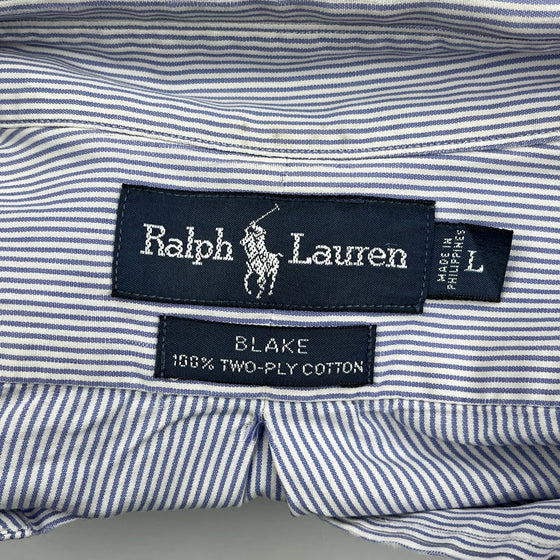 Ralph Lauren
MADE IN
PHILIPPINES
L
BLAKE
100% TWO-PLY COTTON